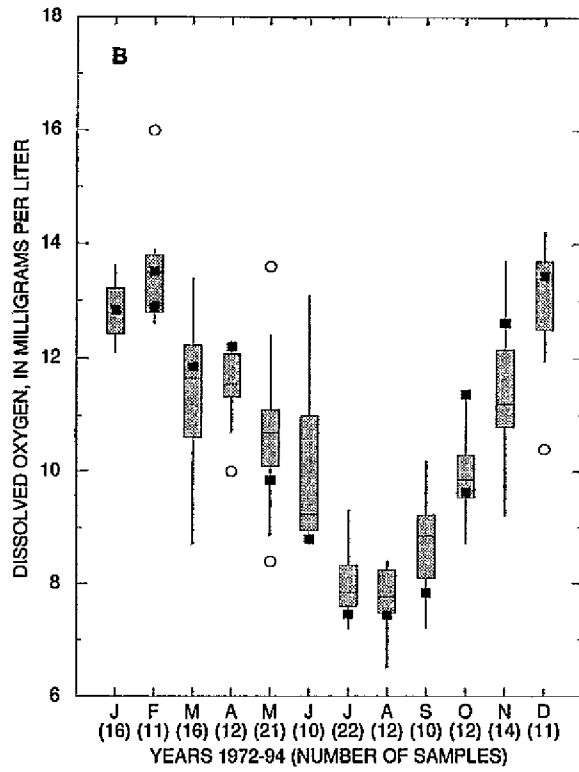 18
B
16
14
12
10
8
6
DISSOLVED OXYGEN, IN MILLIGRAMS PER LITER
J F M A M J J A S O N D
(16) (11) (16) (12) (21) (10) (22) (12) (10) (12) (14) (11)
YEARS 1972-94 (NUMBER OF SAMPLES)